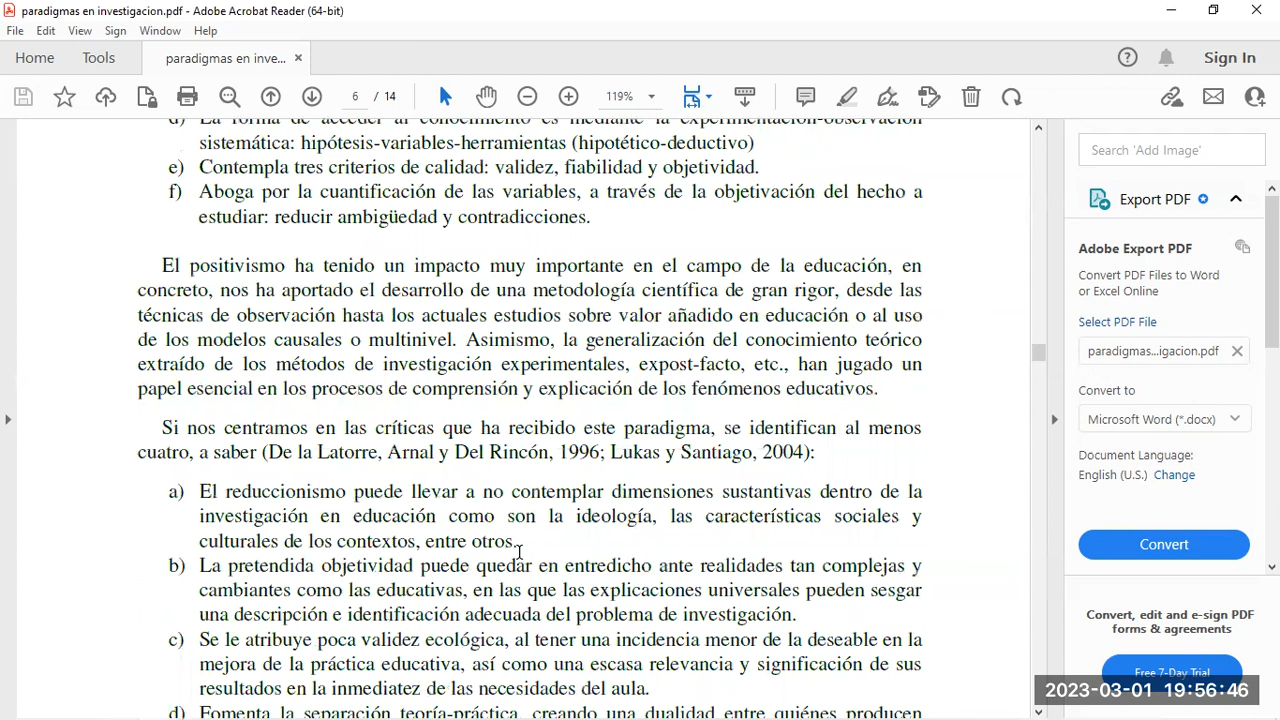 paradigmas en investigacion.pdf - Adobe Acrobat Reader (64-bit)
File Edit View Sign Window Help
Home Tools paradigmas en inve... × Sign In
6 / 14 119%
d) La forma de acceder al conocimiento es mediante la experimentación-observación
sistemática: hipótesis-variables-herramientas (hipotético-deductivo)
e) Contempla tres criterios de calidad: validez, fiabilidad y objetividad.
f) Aboga por la cuantificación de las variables, a través de la objetivación del hecho a
estudiar: reducir ambigüedad y contradicciones.
El positivismo ha tenido un impacto muy importante en el campo de la educación, en
concreto, nos ha aportado el desarrollo de una metodología científica de gran rigor, desde las
técnicas de observación hasta los actuales estudios sobre valor añadido en educación o al uso
de los modelos causales o multinivel. Asimismo, la generalización del conocimiento teórico
extraído de los métodos de investigación experimentales, expost-facto, etc., han jugado un
papel esencial en los procesos de comprensión y explicación de los fenómenos educativos.
Si nos centramos en las críticas que ha recibido este paradigma, se identifican al menos
cuatro, a saber (De la Latorre, Arnal y Del Rincón, 1996; Lukas y Santiago, 2004):
a) El reduccionismo puede llevar a no contemplar dimensiones sustantivas dentro de la
investigación en educación como son la ideología, las características sociales y
culturales de los contextos, entre otros.
b) La pretendida objetividad puede quedar en entredicho ante realidades tan complejas y
cambiantes como las educativas, en las que las explicaciones universales pueden sesgar
una descripción e identificación adecuada del problema de investigación.
c) Se le atribuye poca validez ecológica, al tener una incidencia menor de la deseable en la
mejora de la práctica educativa, así como una escasa relevancia y significación de sus
resultados en la inmediatez de las necesidades del aula.
d) Fomenta la separación teoría-práctica, creando una dualidad entre quiénes producen
Search 'Add Image'
Export PDF
Adobe Export PDF
Convert PDF Files to Word
or Excel Online
Select PDF File
paradigmas...igacion.pdf
Convert to
Microsoft Word (*.docx)
Document Language:
English (U.S.) Change
Convert
Convert, edit and e-sign PDF
forms & agreements
Free 7-Day Trial
2023-03-01 19:56:46